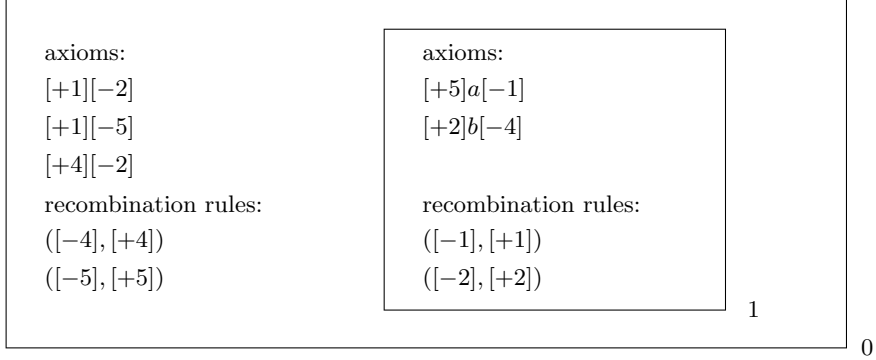 axioms:
[+1][−2]
[+1][−5]
[+4][−2]
recombination rules:
([−4], [+4])
([−5], [+5])
axioms:
[+5]a[−1]
[+2]b[−4]
recombination rules:
([−1], [+1])
([−2], [+2])
1
0